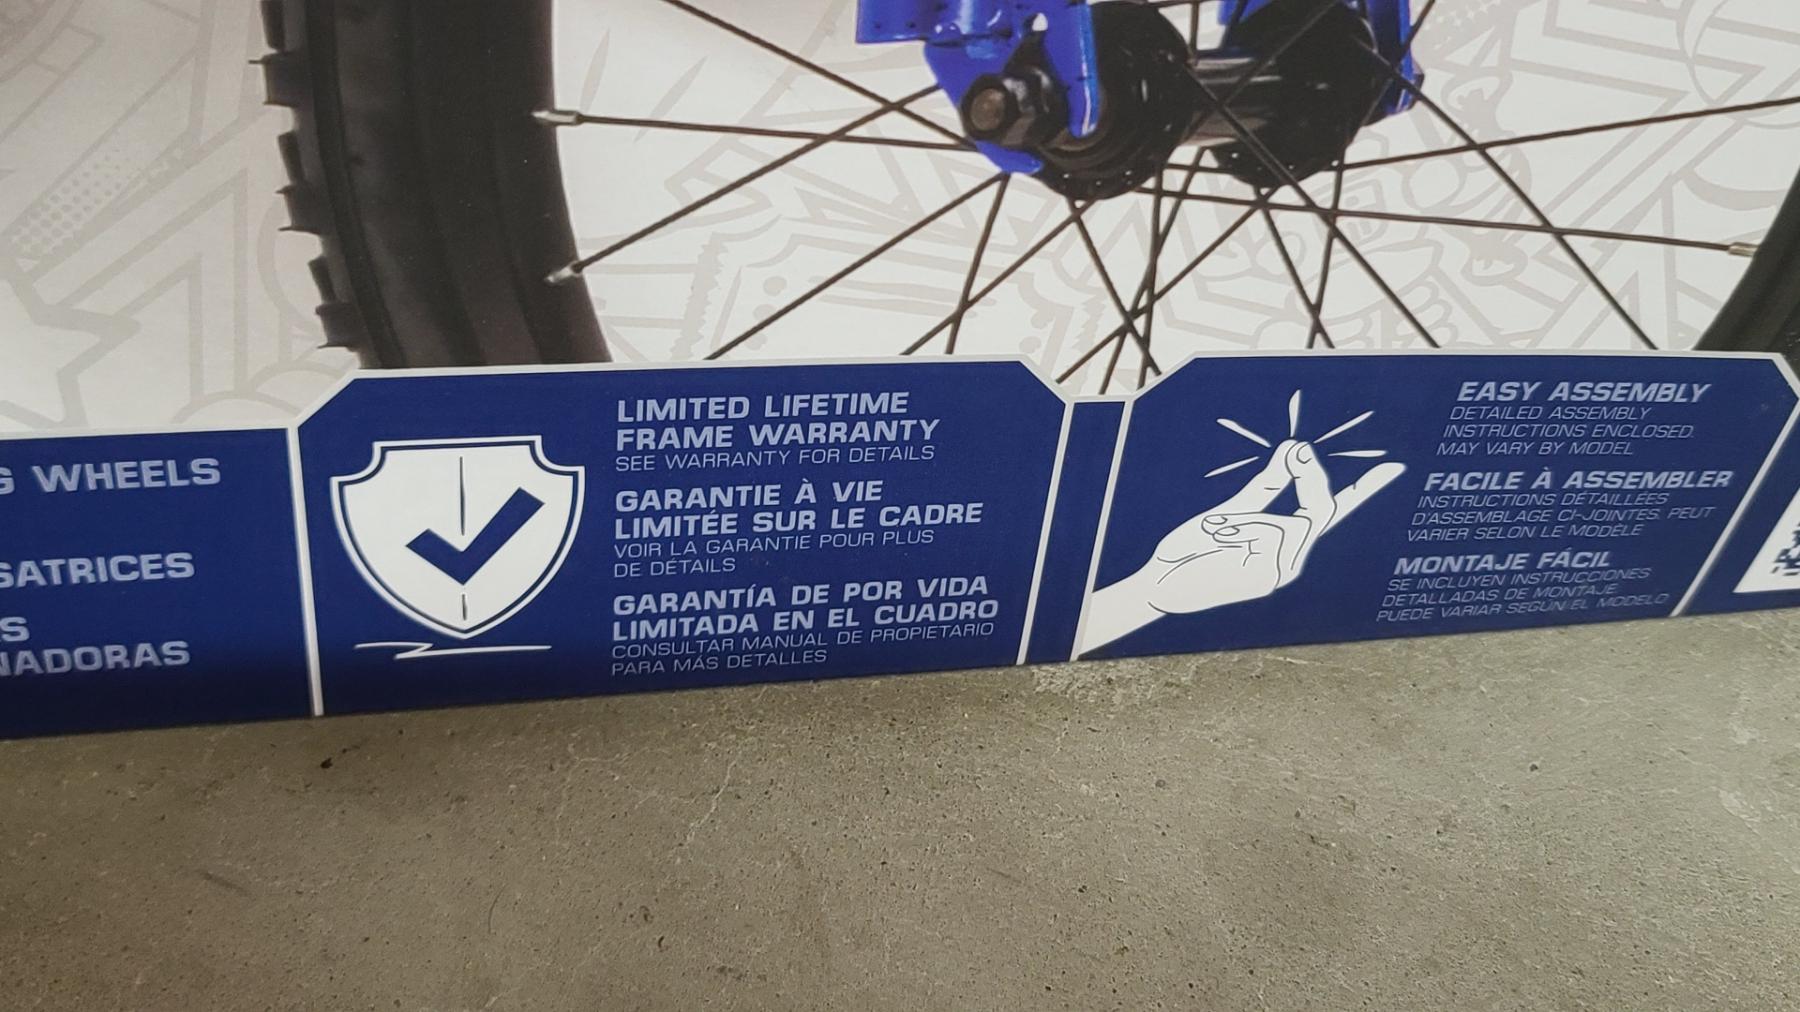 WHEELS
LIMITED LIFETIME
FRAME WARRANTY
SEE WARRANTY FOR DETAILS
GARANTIE À VIE
LIMITÉE SUR LE CADRE
VOIR LA GARANTIE POUR PLUS
DE DÉTAILS
GARANTÍA DE POR VIDA
LIMITADA EN EL CUADRO
CONSULTAR MANUAL DE PROPIETARIO
PARA MÁS DETALLES
EASY ASSEMBLY
DETAILED ASSEMBLY
INSTRUCTIONS ENCLOSED.
MAY VARY BY MODEL
FACILE À ASSEMBLER
INSTRUCTIONS DÉTAILLÉES
D'ASSEMBLAGE CI-JOINTES. PEUT
VARIER SELON LE MODÈLE
MONTAJE FÁCIL
SE INCLUYEN INSTRUCCIONES
DETALLADAS DE MONTAJE.
PUEDE VARIAR SEGÚN EL MODELO